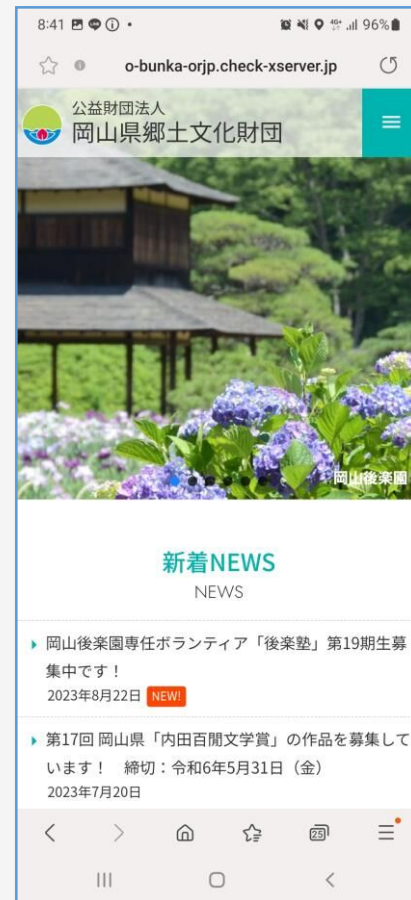 8:41
4G+
96%
o-bunka-orjp.check-xserver.jp
公益財団法人
岡山県郷土文化財団
岡山後楽園
新着NEWS
NEWS
岡山後楽園専任ボランティア「後楽塾」第19期生募
集中です！
2023年8月22日 NEW!
第17回 岡山県「内田百閒文学賞」の作品を募集して
います！　締切：令和6年5月31日（金）
2023年7月20日
25